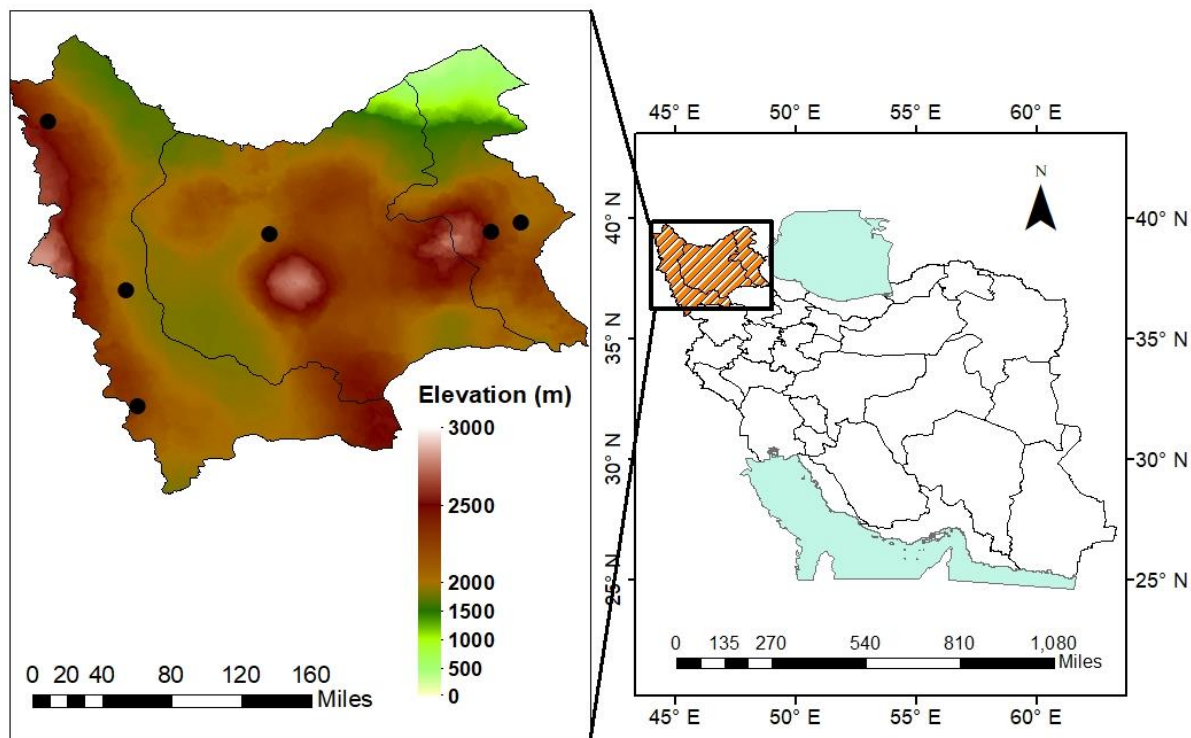 Elevation (m)
3000
2500
2000
1500
1000
500
0
0 20 40 80 120 160
Miles
45° E 50° E 55° E 60° E
N
40° N 40° N
35° N 35° N
30° N 30° N
25° N 25° N
0 135 270 540 810 1,080
Miles
45° E 50° E 55° E 60° E